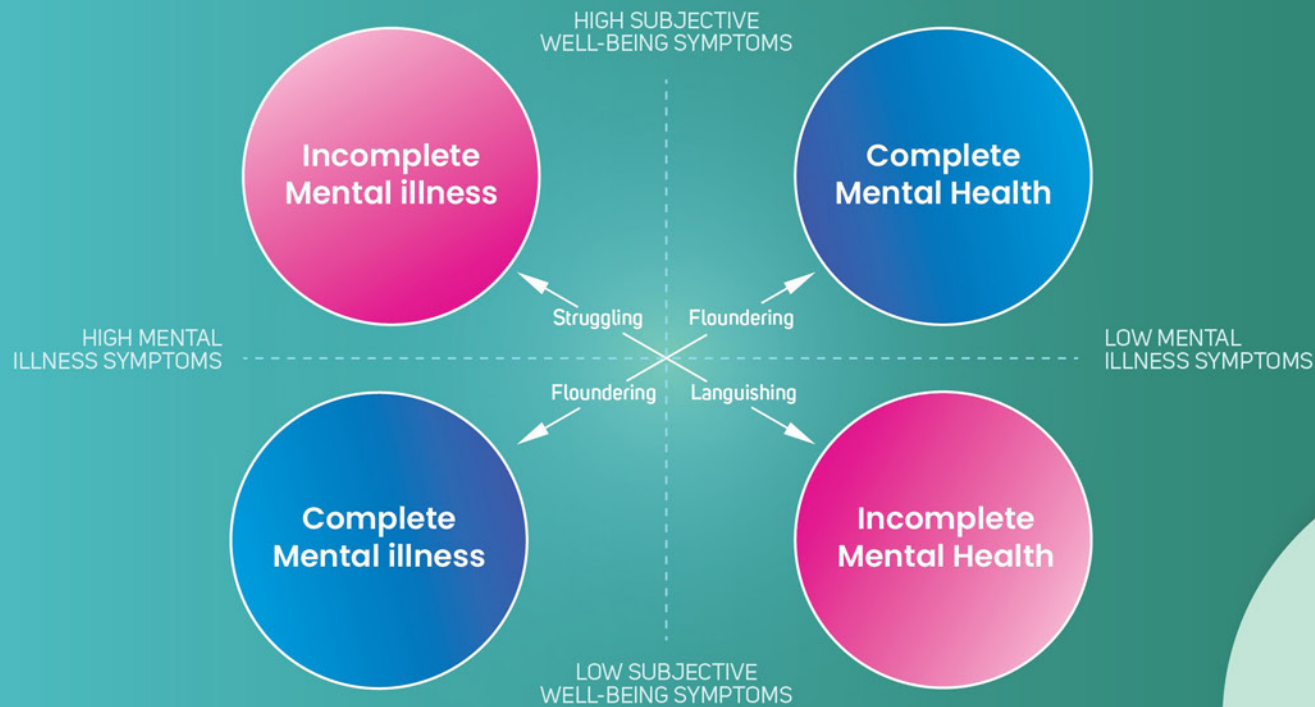 HIGH SUBJECTIVE
WELL-BEING SYMPTOMS
Incomplete
Mental illness
Complete
Mental Health
Struggling
Floundering
HIGH MENTAL
ILLNESS SYMPTOMS
LOW MENTAL
ILLNESS SYMPTOMS
Floundering
Languishing
Complete
Mental illness
Incomplete
Mental Health
LOW SUBJECTIVE
WELL-BEING SYMPTOMS